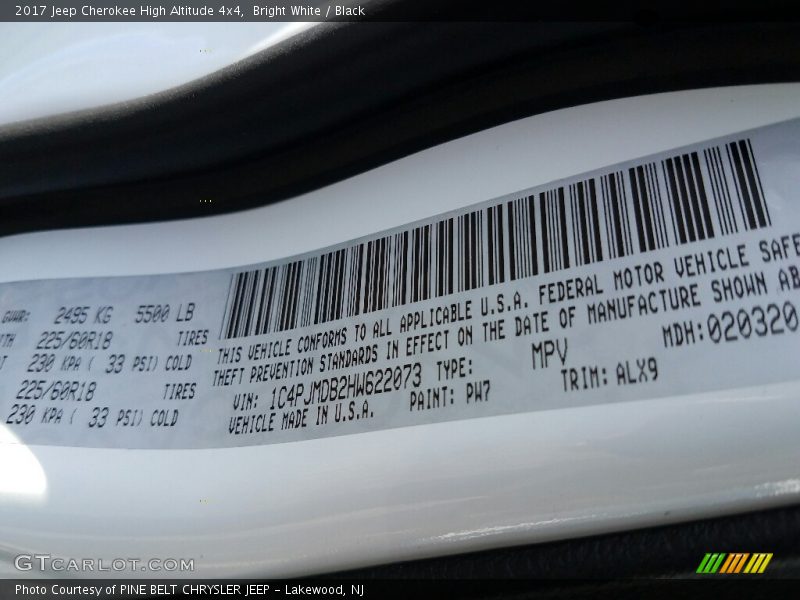 2017 Jeep Cherokee High Altitude 4x4, Bright White / Black
GVWR: 2495 KG 5500 LB
225/60R18 TIRES
230 KPA ( 33 PSI) COLD
225/60R18 TIRES
230 KPA ( 33 PSI) COLD
THIS VEHICLE CONFORMS TO ALL APPLICABLE U.S.A. FEDERAL MOTOR VEHICLE SAFE
THEFT PREVENTION STANDARDS IN EFFECT ON THE DATE OF MANUFACTURE SHOWN AB
VIN: 1C4PJMDB2HW622073 TYPE: MPV MDH:020320
VEHICLE MADE IN U.S.A. PAINT: PW7 TRIM: ALX9
GTCARLOT.COM
Photo Courtesy of PINE BELT CHRYSLER JEEP - Lakewood, NJ